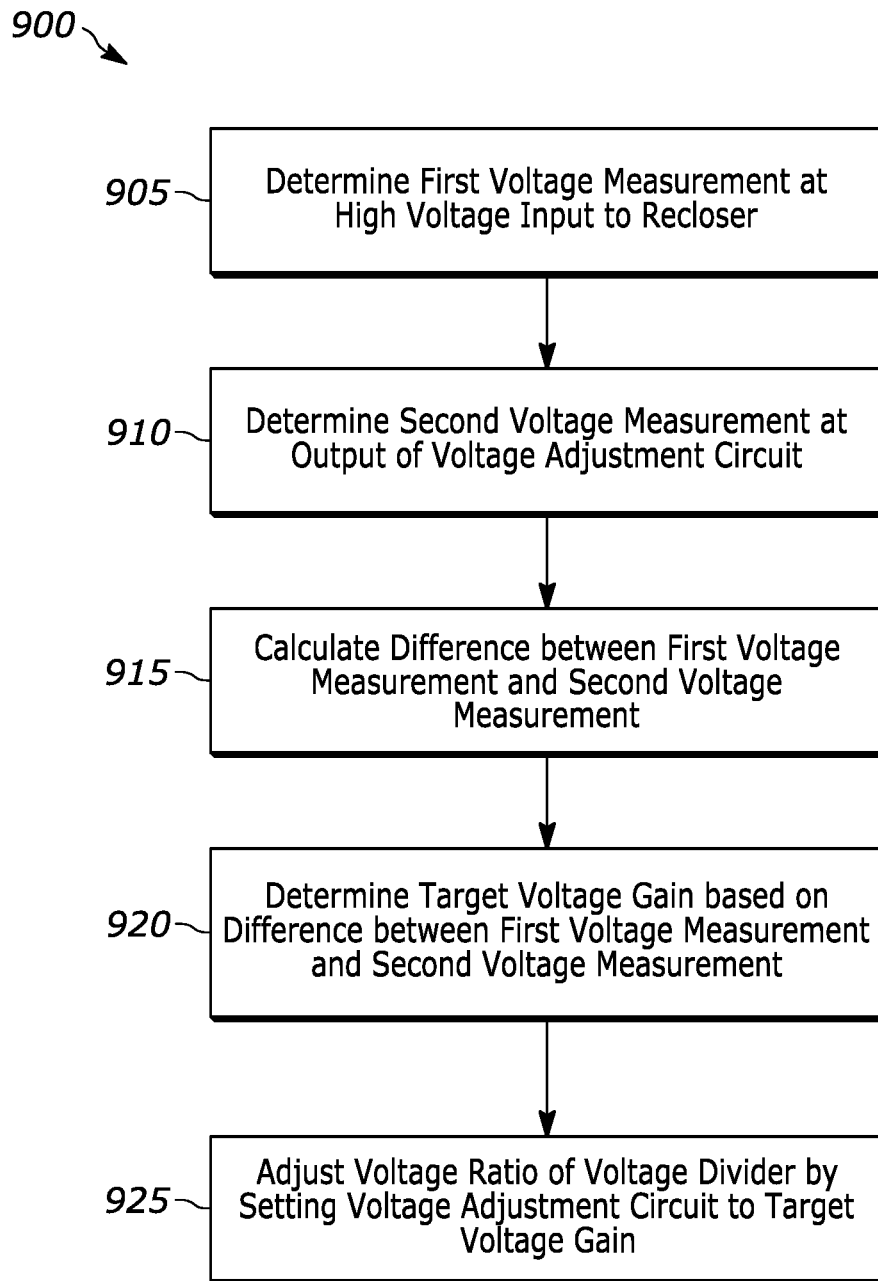 900
905
Determine First Voltage Measurement at
High Voltage Input to Recloser
910
Determine Second Voltage Measurement at
Output of Voltage Adjustment Circuit
915
Calculate Difference between First Voltage
Measurement and Second Voltage
Measurement
920
Determine Target Voltage Gain based on
Difference between First Voltage Measurement
and Second Voltage Measurement
925
Adjust Voltage Ratio of Voltage Divider by
Setting Voltage Adjustment Circuit to Target
Voltage Gain